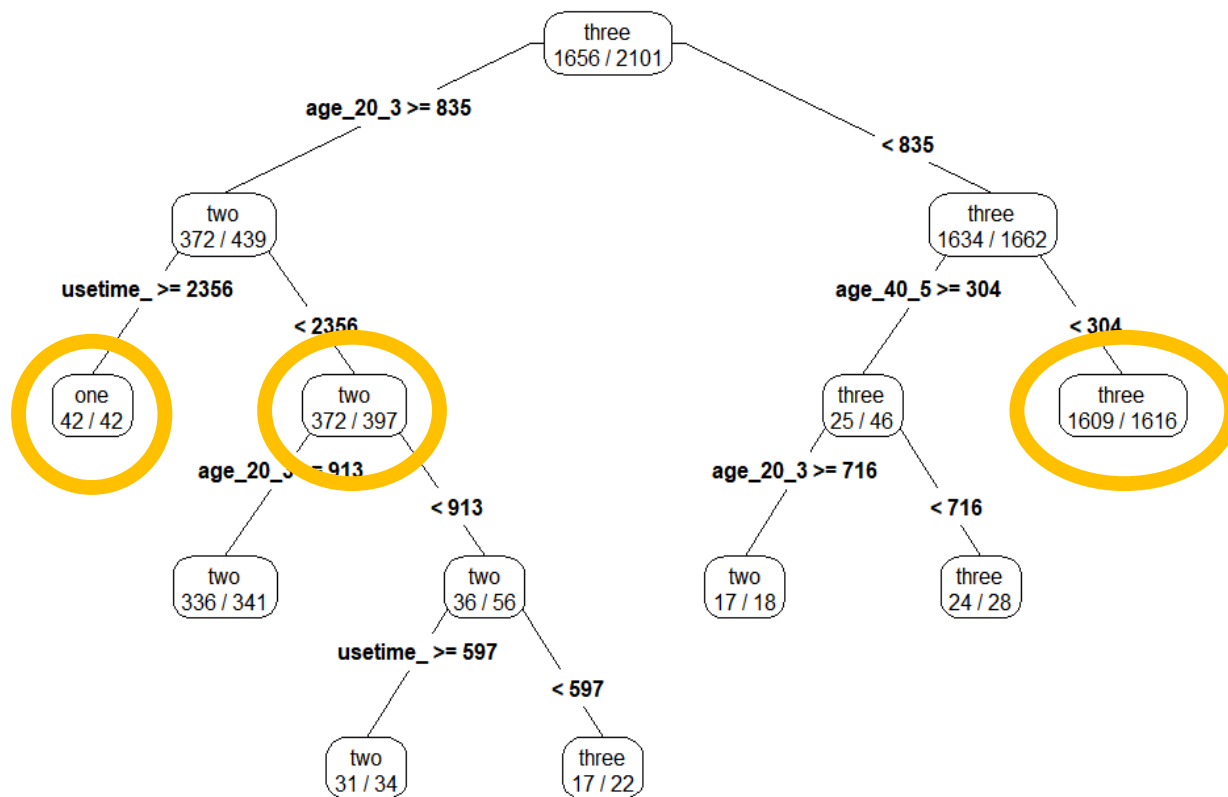 three
1656 / 2101
age_20_3 >= 835
< 835
two
372 / 439
three
1634 / 1662
usetime_ >= 2356
< 2356
age_40_5 >= 304
< 304
one
42 / 42
two
372 / 397
three
25 / 46
three
1609 / 1616
age_20_3 = 913
< 913
age_20_3 >= 716
< 716
two
336 / 341
two
36 / 56
two
17 / 18
three
24 / 28
usetime_ >= 597
< 597
two
31 / 34
three
17 / 22